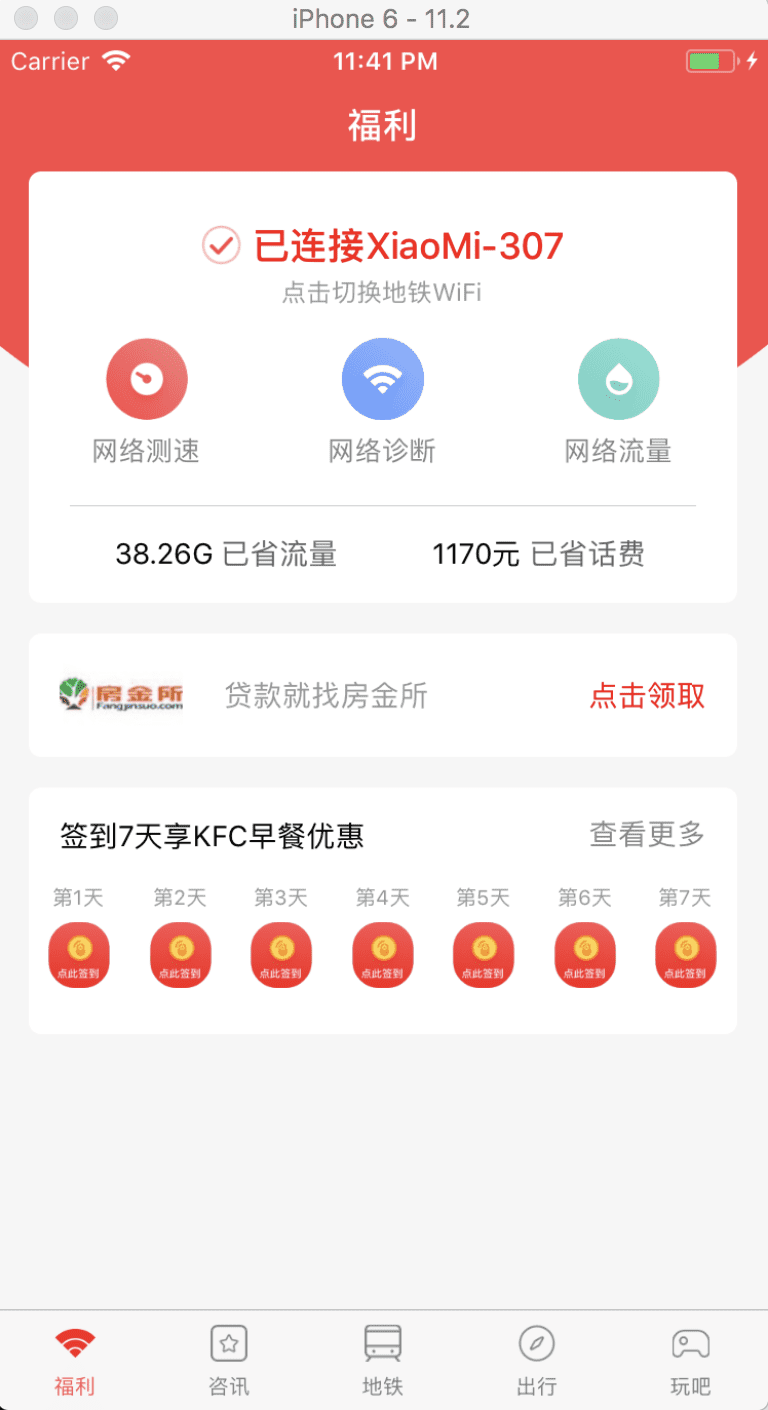 iPhone 6 - 11.2
Carrier 11:41 PM
福利
已连接XiaoMi-307
点击切换地铁WiFi
网络测速 网络诊断 网络流量
38.26G 已省流量 1170元 已省话费
房金所
Fangjinsuo.com
贷款就找房金所 点击领取
签到7天享KFC早餐优惠 查看更多
第1天 第2天 第3天 第4天 第5天 第6天 第7天
点此签到 点此签到 点此签到 点此签到 点此签到 点此签到 点此签到
福利 咨讯 地铁 出行 玩吧